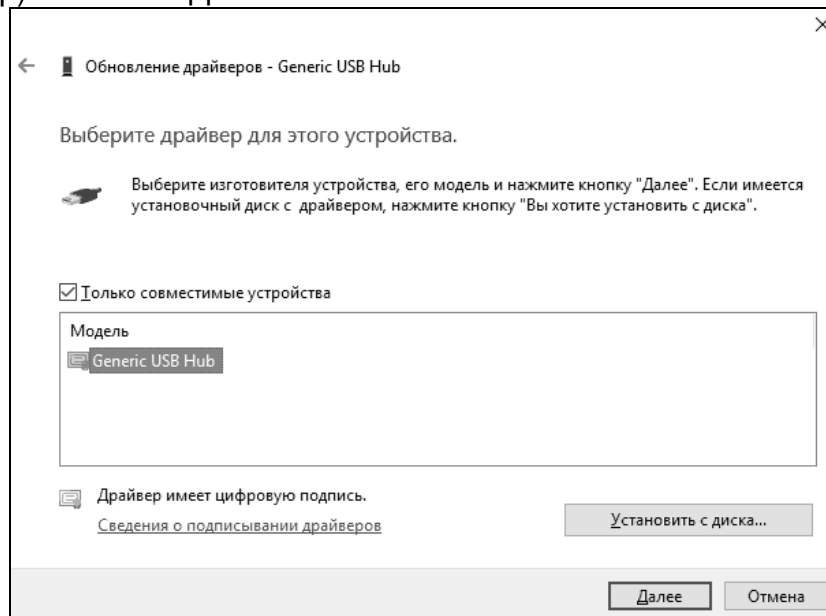 Обновление драйверов - Generic USB Hub
Выберите драйвер для этого устройства.
Выберите изготовителя устройства, его модель и нажмите кнопку "Далее". Если имеется
установочный диск с драйвером, нажмите кнопку "Вы хотите установить с диска".
Только совместимые устройства
Модель
Generic USB Hub
Драйвер имеет цифровую подпись.
Сведения о подписывании драйверов
Установить с диска...
Далее
Отмена